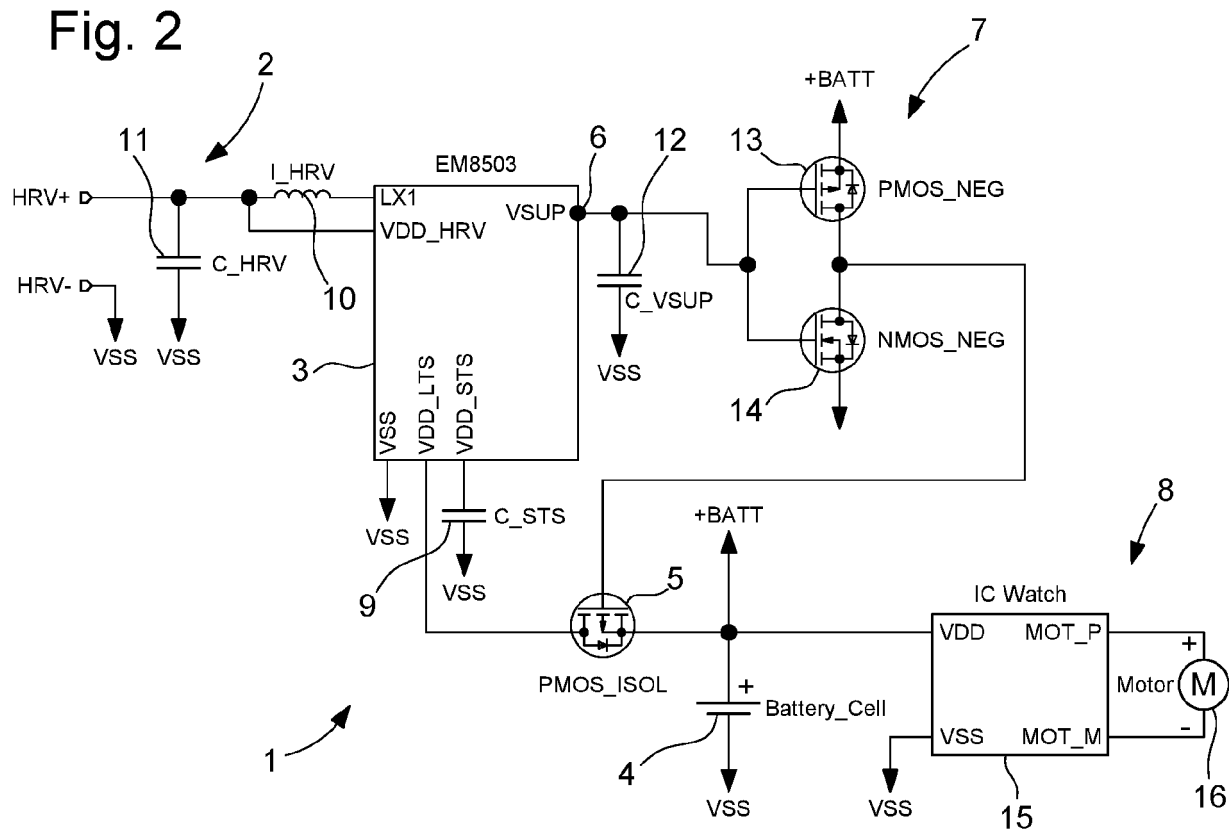 Fig. 2
2
7
+BATT
11
I_HRV
EM8503
6
12
13
HRV+
LX1
VSUP
PMOS_NEG
VDD_HRV
C_HRV
10
C_VSUP
HRV-
VSS
VSS
3
VSS
NMOS_NEG
14
VSS
VDD_LTS
VDD_STS
VSS
C_STS
9
VSS
+BATT
8
5
IC Watch
VDD
MOT_P
+
PMOS_ISOL
Motor
M
+
Battery_Cell
1
4
VSS
MOT_M
-
16
VSS
VSS
15